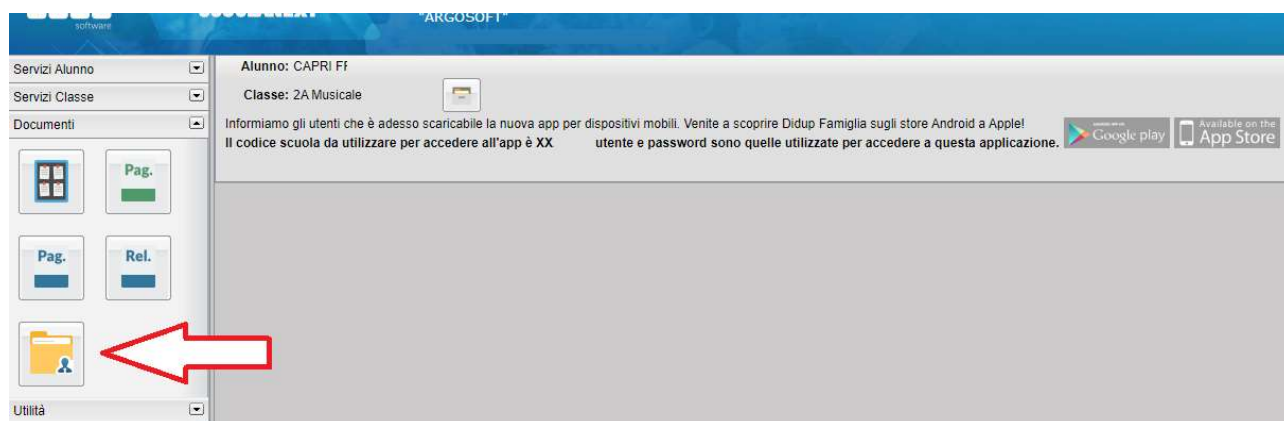 software
"ARGOSOFT"
Servizi Alunno
Servizi Classe
Documenti
Pag.
Pag.
Rel.
Utilità
Alunno: CAPRI
Classe: 2A Musicale
Informiamo gli utenti che è adesso scaricabile la nuova app per dispositivi mobili. Venite a scoprire Didup Famiglia sugli store Android a Apple!
Il codice scuola da utilizzare per accedere all'app è XX utente e password sono quelle utilizzate per accedere a questa applicazione.
Google play
Available on the
App Store